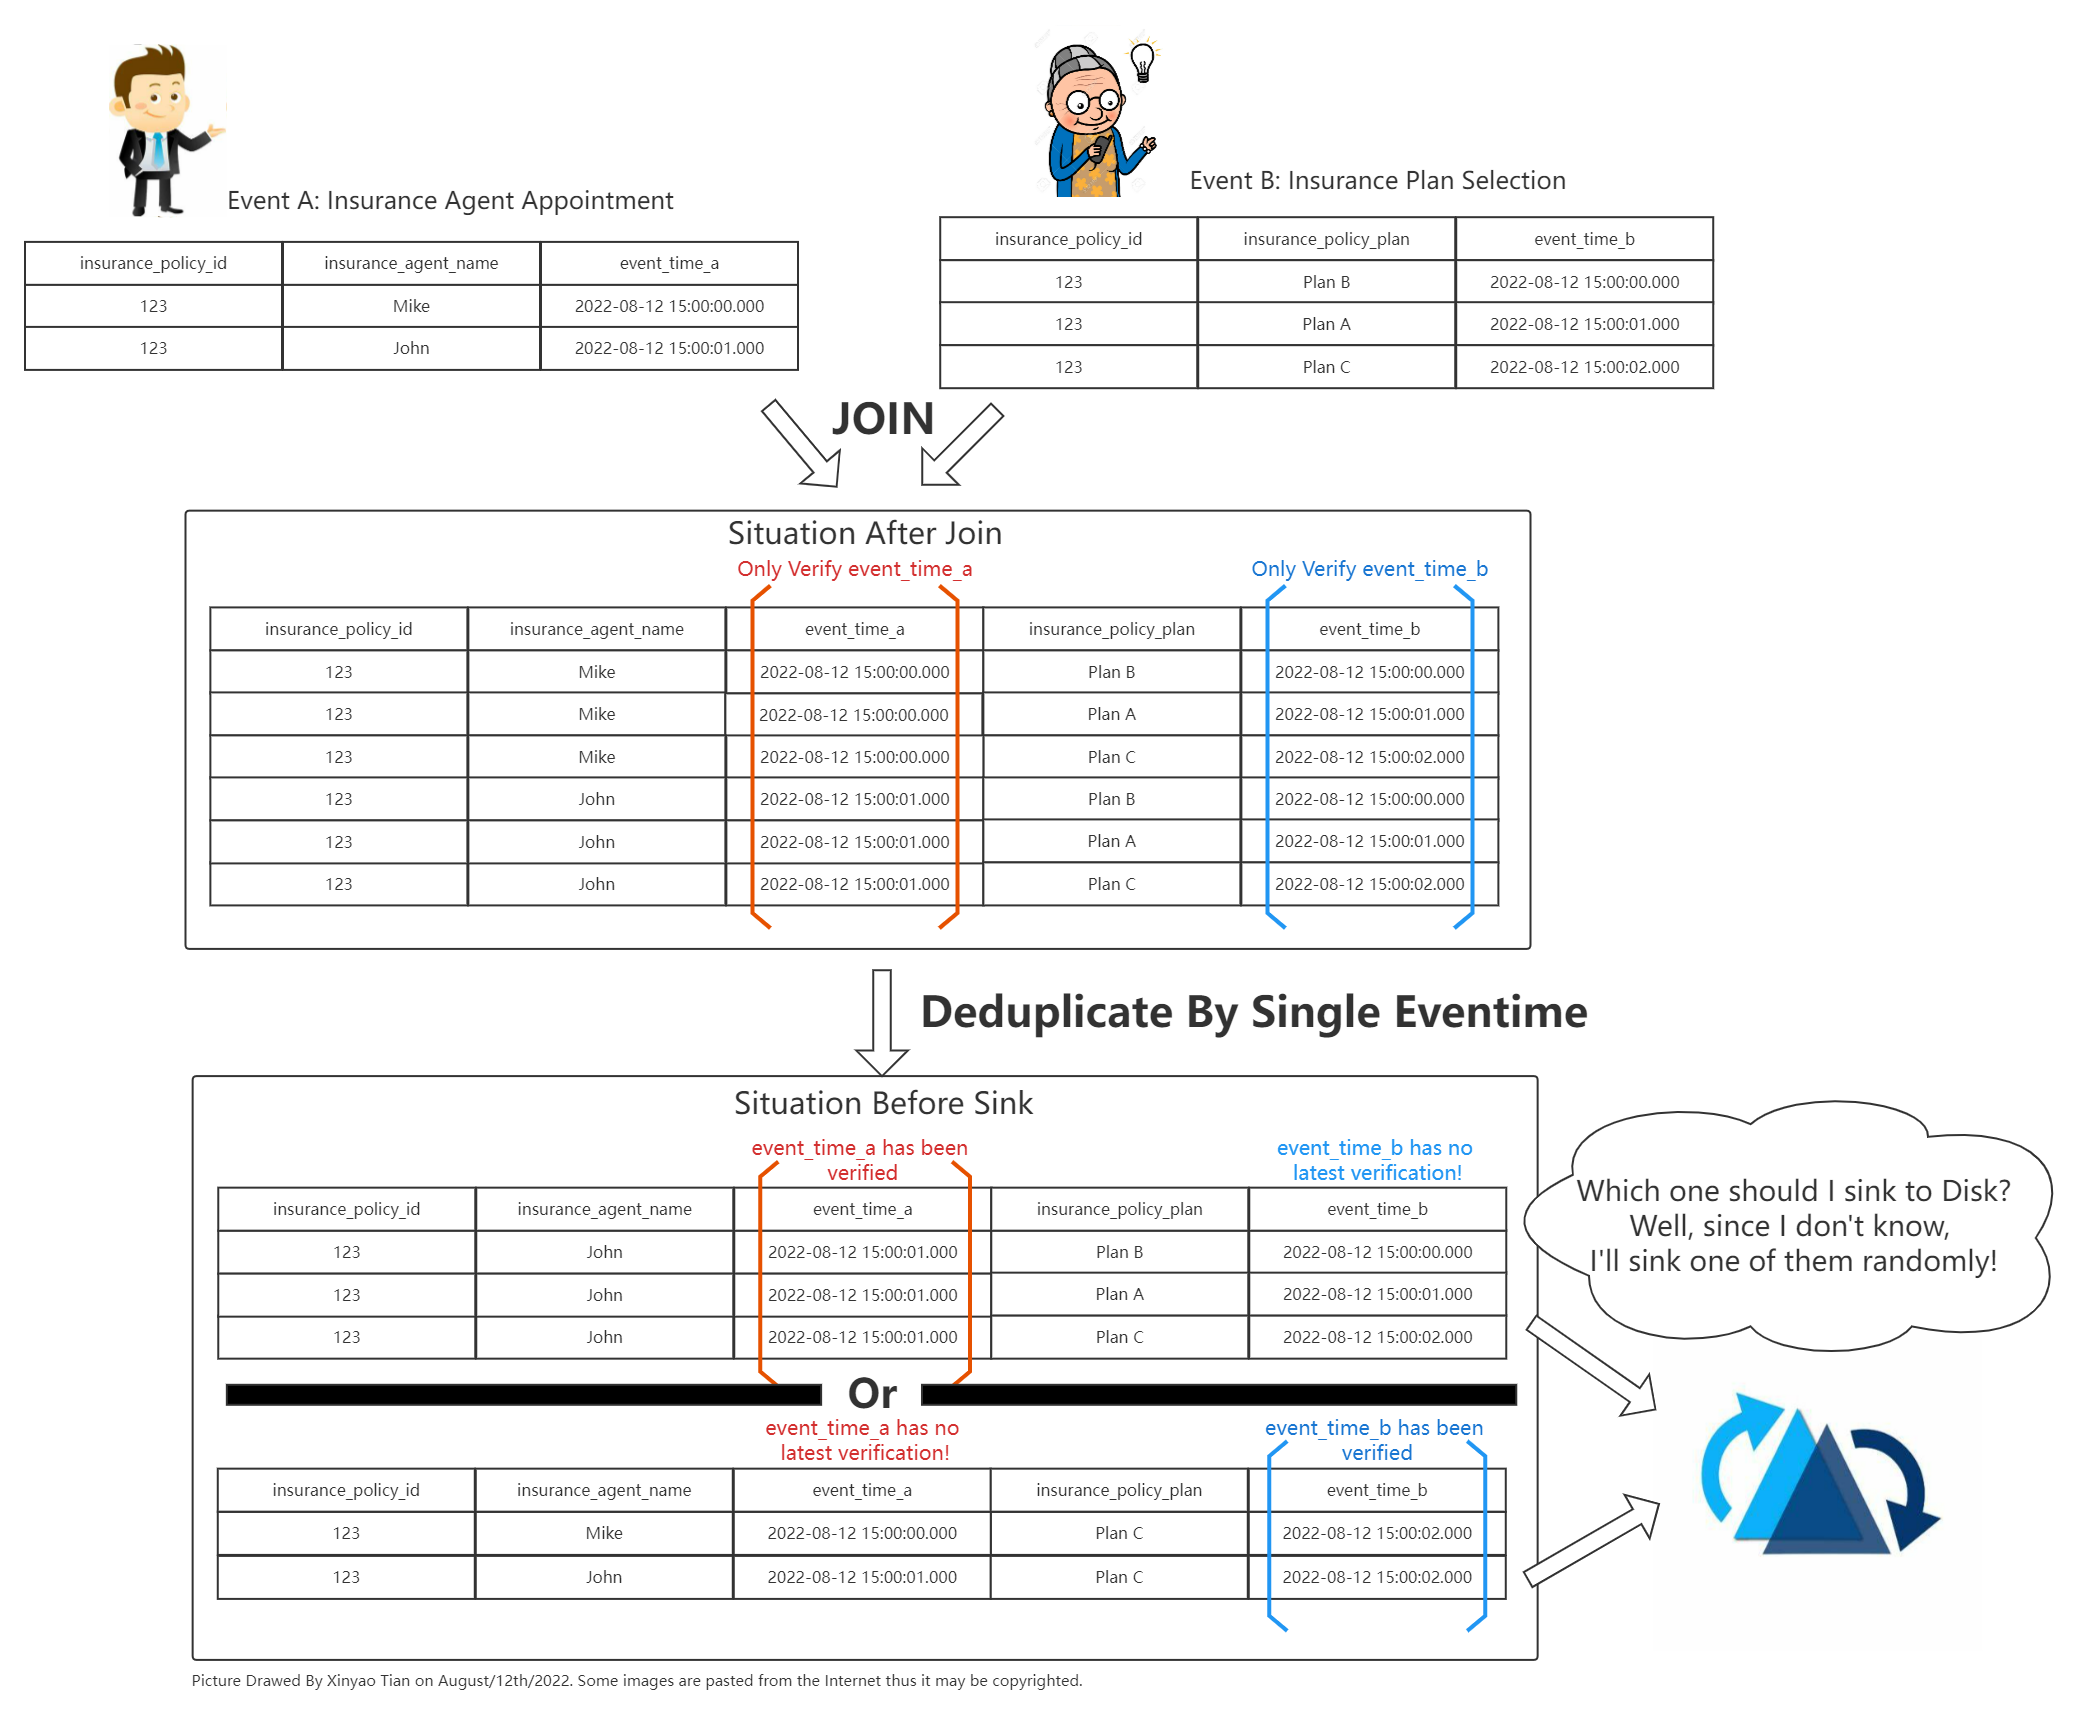 Event A: Insurance Agent Appointment
insurance_policy_id insurance_agent_name event_time_a
123 Mike 2022-08-12 15:00:00.000
123 John 2022-08-12 15:00:01.000
Event B: Insurance Plan Selection
insurance_policy_id insurance_policy_plan event_time_b
123 Plan B 2022-08-12 15:00:00.000
123 Plan A 2022-08-12 15:00:01.000
123 Plan C 2022-08-12 15:00:02.000
JOIN
Situation After Join
Only Verify event_time_a Only Verify event_time_b
insurance_policy_id insurance_agent_name event_time_a insurance_policy_plan event_time_b
123 Mike 2022-08-12 15:00:00.000 Plan B 2022-08-12 15:00:00.000
123 Mike 2022-08-12 15:00:00.000 Plan A 2022-08-12 15:00:01.000
123 Mike 2022-08-12 15:00:00.000 Plan C 2022-08-12 15:00:02.000
123 John 2022-08-12 15:00:01.000 Plan B 2022-08-12 15:00:00.000
123 John 2022-08-12 15:00:01.000 Plan A 2022-08-12 15:00:01.000
123 John 2022-08-12 15:00:01.000 Plan C 2022-08-12 15:00:02.000
Deduplicate By Single Eventime
Situation Before Sink
event_time_a has been
verified
event_time_b has no
latest verification!
insurance_policy_id insurance_agent_name event_time_a insurance_policy_plan event_time_b
123 John 2022-08-12 15:00:01.000 Plan B 2022-08-12 15:00:00.000
123 John 2022-08-12 15:00:01.000 Plan A 2022-08-12 15:00:01.000
123 John 2022-08-12 15:00:01.000 Plan C 2022-08-12 15:00:02.000
Which one should I sink to Disk?
Well, since I don't know,
I'll sink one of them randomly!
Or
event_time_a has no
latest verification!
event_time_b has been
verified
insurance_policy_id insurance_agent_name event_time_a insurance_policy_plan event_time_b
123 Mike 2022-08-12 15:00:00.000 Plan C 2022-08-12 15:00:02.000
123 John 2022-08-12 15:00:01.000 Plan C 2022-08-12 15:00:02.000
Picture Drawed By Xinyao Tian on August/12th/2022. Some images are pasted from the Internet thus it may be copyrighted.